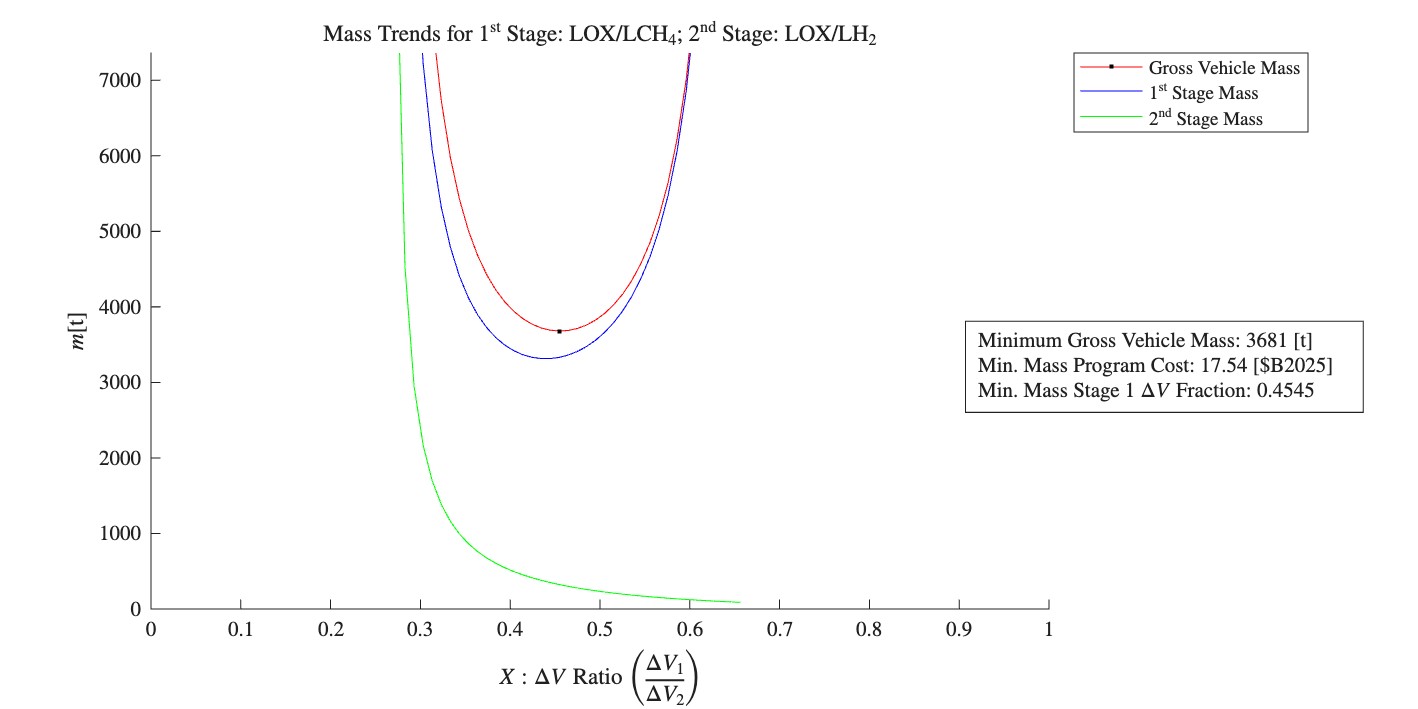 Mass Trends for 1st Stage: LOX/LCH4; 2nd Stage: LOX/LH2
Gross Vehicle Mass
1st Stage Mass
2nd Stage Mass
7000
6000
5000
4000
3000
2000
1000
0
m[t]
Minimum Gross Vehicle Mass: 3681 [t]
Min. Mass Program Cost: 17.54 [$B2025]
Min. Mass Stage 1 ΔV Fraction: 0.4545
0 0.1 0.2 0.3 0.4 0.5 0.6 0.7 0.8 0.9 1
X : ΔV Ratio (ΔV1/ΔV2)